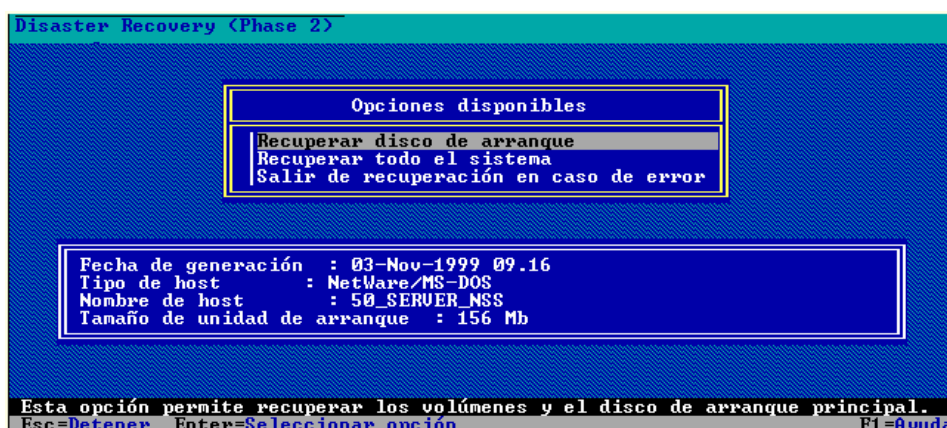 Disaster Recovery (Phase 2)
Opciones disponibles
Recuperar disco de arranque
Recuperar todo el sistema
Salir de recuperación en caso de error
Fecha de generación : 03-Nov-1999 09.16
Tipo de host : NetWare/MS-DOS
Nombre de host : 50_SERVER_NSS
Tamaño de unidad de arranque : 156 Mb
Esta opción permite recuperar los volúmenes y el disco de arranque principal.
Esc=Detener Enter=Seleccionar opción F1=Ayuda